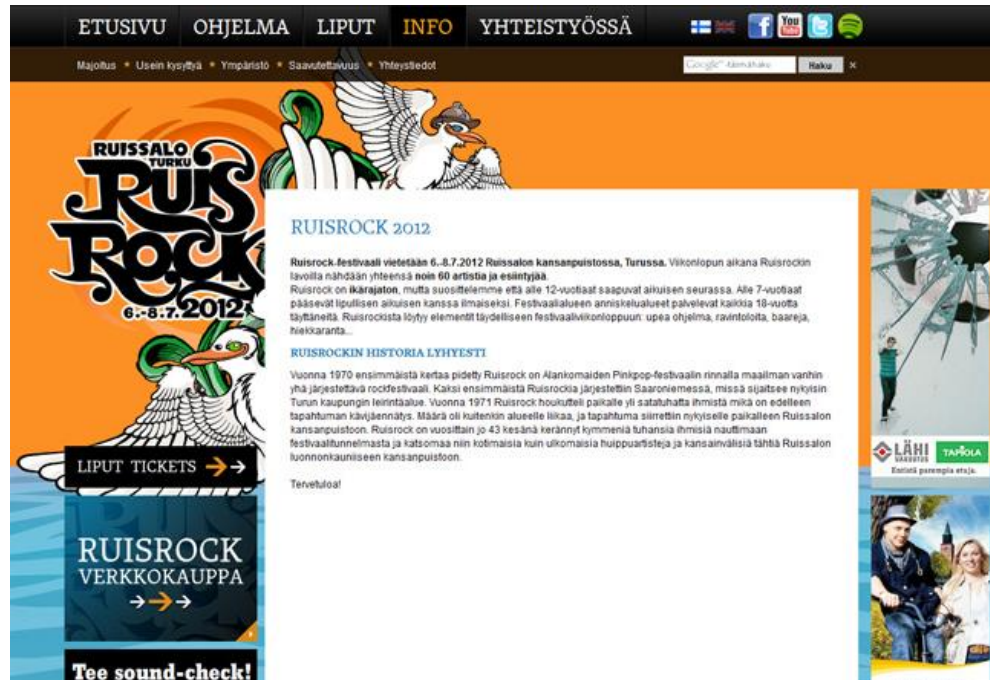 ETUSIVU OHJELMA LIPUT INFO YHTEISTYÖSSÄ
You Tube
Majoitus * Usein kysyttyä * Ympäristö * Saavutettavuus * Yhteystiedot
Google Haku ×
RUISSALO
TURKU
RUIS
ROCK
2012
6.-8.7.
RUISROCK 2012
Ruisrock-festivaali vietetään 6.-8.7.2012 Ruissalon kansanpuistossa, Turussa. Viikonlopun aikana Ruisrockin
lavoilla nähdään yhteensä noin 60 artistia ja esiintyjää.
Ruisrock on ikärajaton, mutta suosittelemme että alle 12-vuotiaat saapuvat aikuisen seurassa. Alle 7-vuotiaat
pääsevät lipullisen aikuisen kanssa ilmaiseksi. Festivaalialueen anniskelualueet palvelevat kaikkia 18-vuotta
täyttäneitä. Ruisrockista löytyy elementit täydelliseen festivaaliviikonloppuun: upea ohjelma, ravintoloita, baareja,
hiekkaranta...
RUISROCKIN HISTORIA LYHYESTI
Vuonna 1970 ensimmäistä kertaa pidetty Ruisrock on Alankomaiden Pinkpop-festivaalin rinnalla maailman vanhin
yhä järjestettävä rockfestivaali. Kaksi ensimmäistä Ruisrockia järjestettiin Saaroniemessä, missä sijaitsee nykyisin
Turun kaupungin leirintäalue. Vuonna 1971 Ruisrock houkutteli paikalle yli satatuhatta ihmistä mikä on edelleen
tapahtuman kävijäennätys. Määrä oli kuitenkin alueelle liikaa, ja tapahtuma siirrettiin nykyiselle paikalleen Ruissalon
kansanpuistoon. Ruisrock on vuosittain jo 43 kesänä kerännyt kymmeniä tuhansia ihmisiä nauttimaan
festivaalitunnelmasta ja katsomaan niin kotimaisia kuin ulkomaisia huippuartisteja ja kansainvälisiä tähtiä Ruissalon
luonnonkauniiseen kansanpuistoon.
Tervetuloa!
LIPUT TICKETS
RUISROCK
VERKKOKAUPPA
Tee sound-check!
LÄHI
VAKUUTUS
TAPIOLA
Entistä parempia etuja.